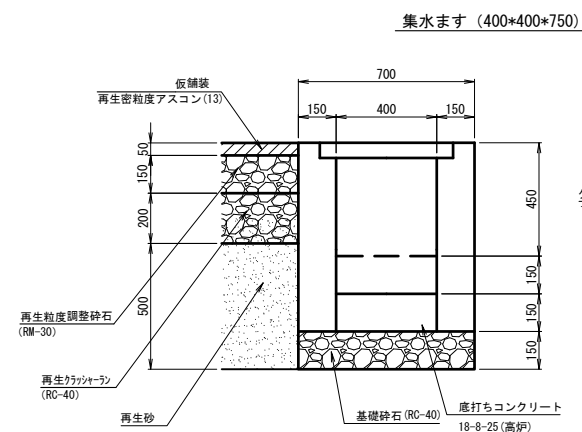 集水ます (400*400*750)
700
150
400
150
仮舗装
再生密粒度アスコン(13)
50
150
200
500
450
150
150
150
再生粒度調整砕石
(RM-30)
再生クラッシャーラン
(RC-40)
再生砂
基礎砕石(RC-40)
底打ちコンクリート
18-8-25(高炉)